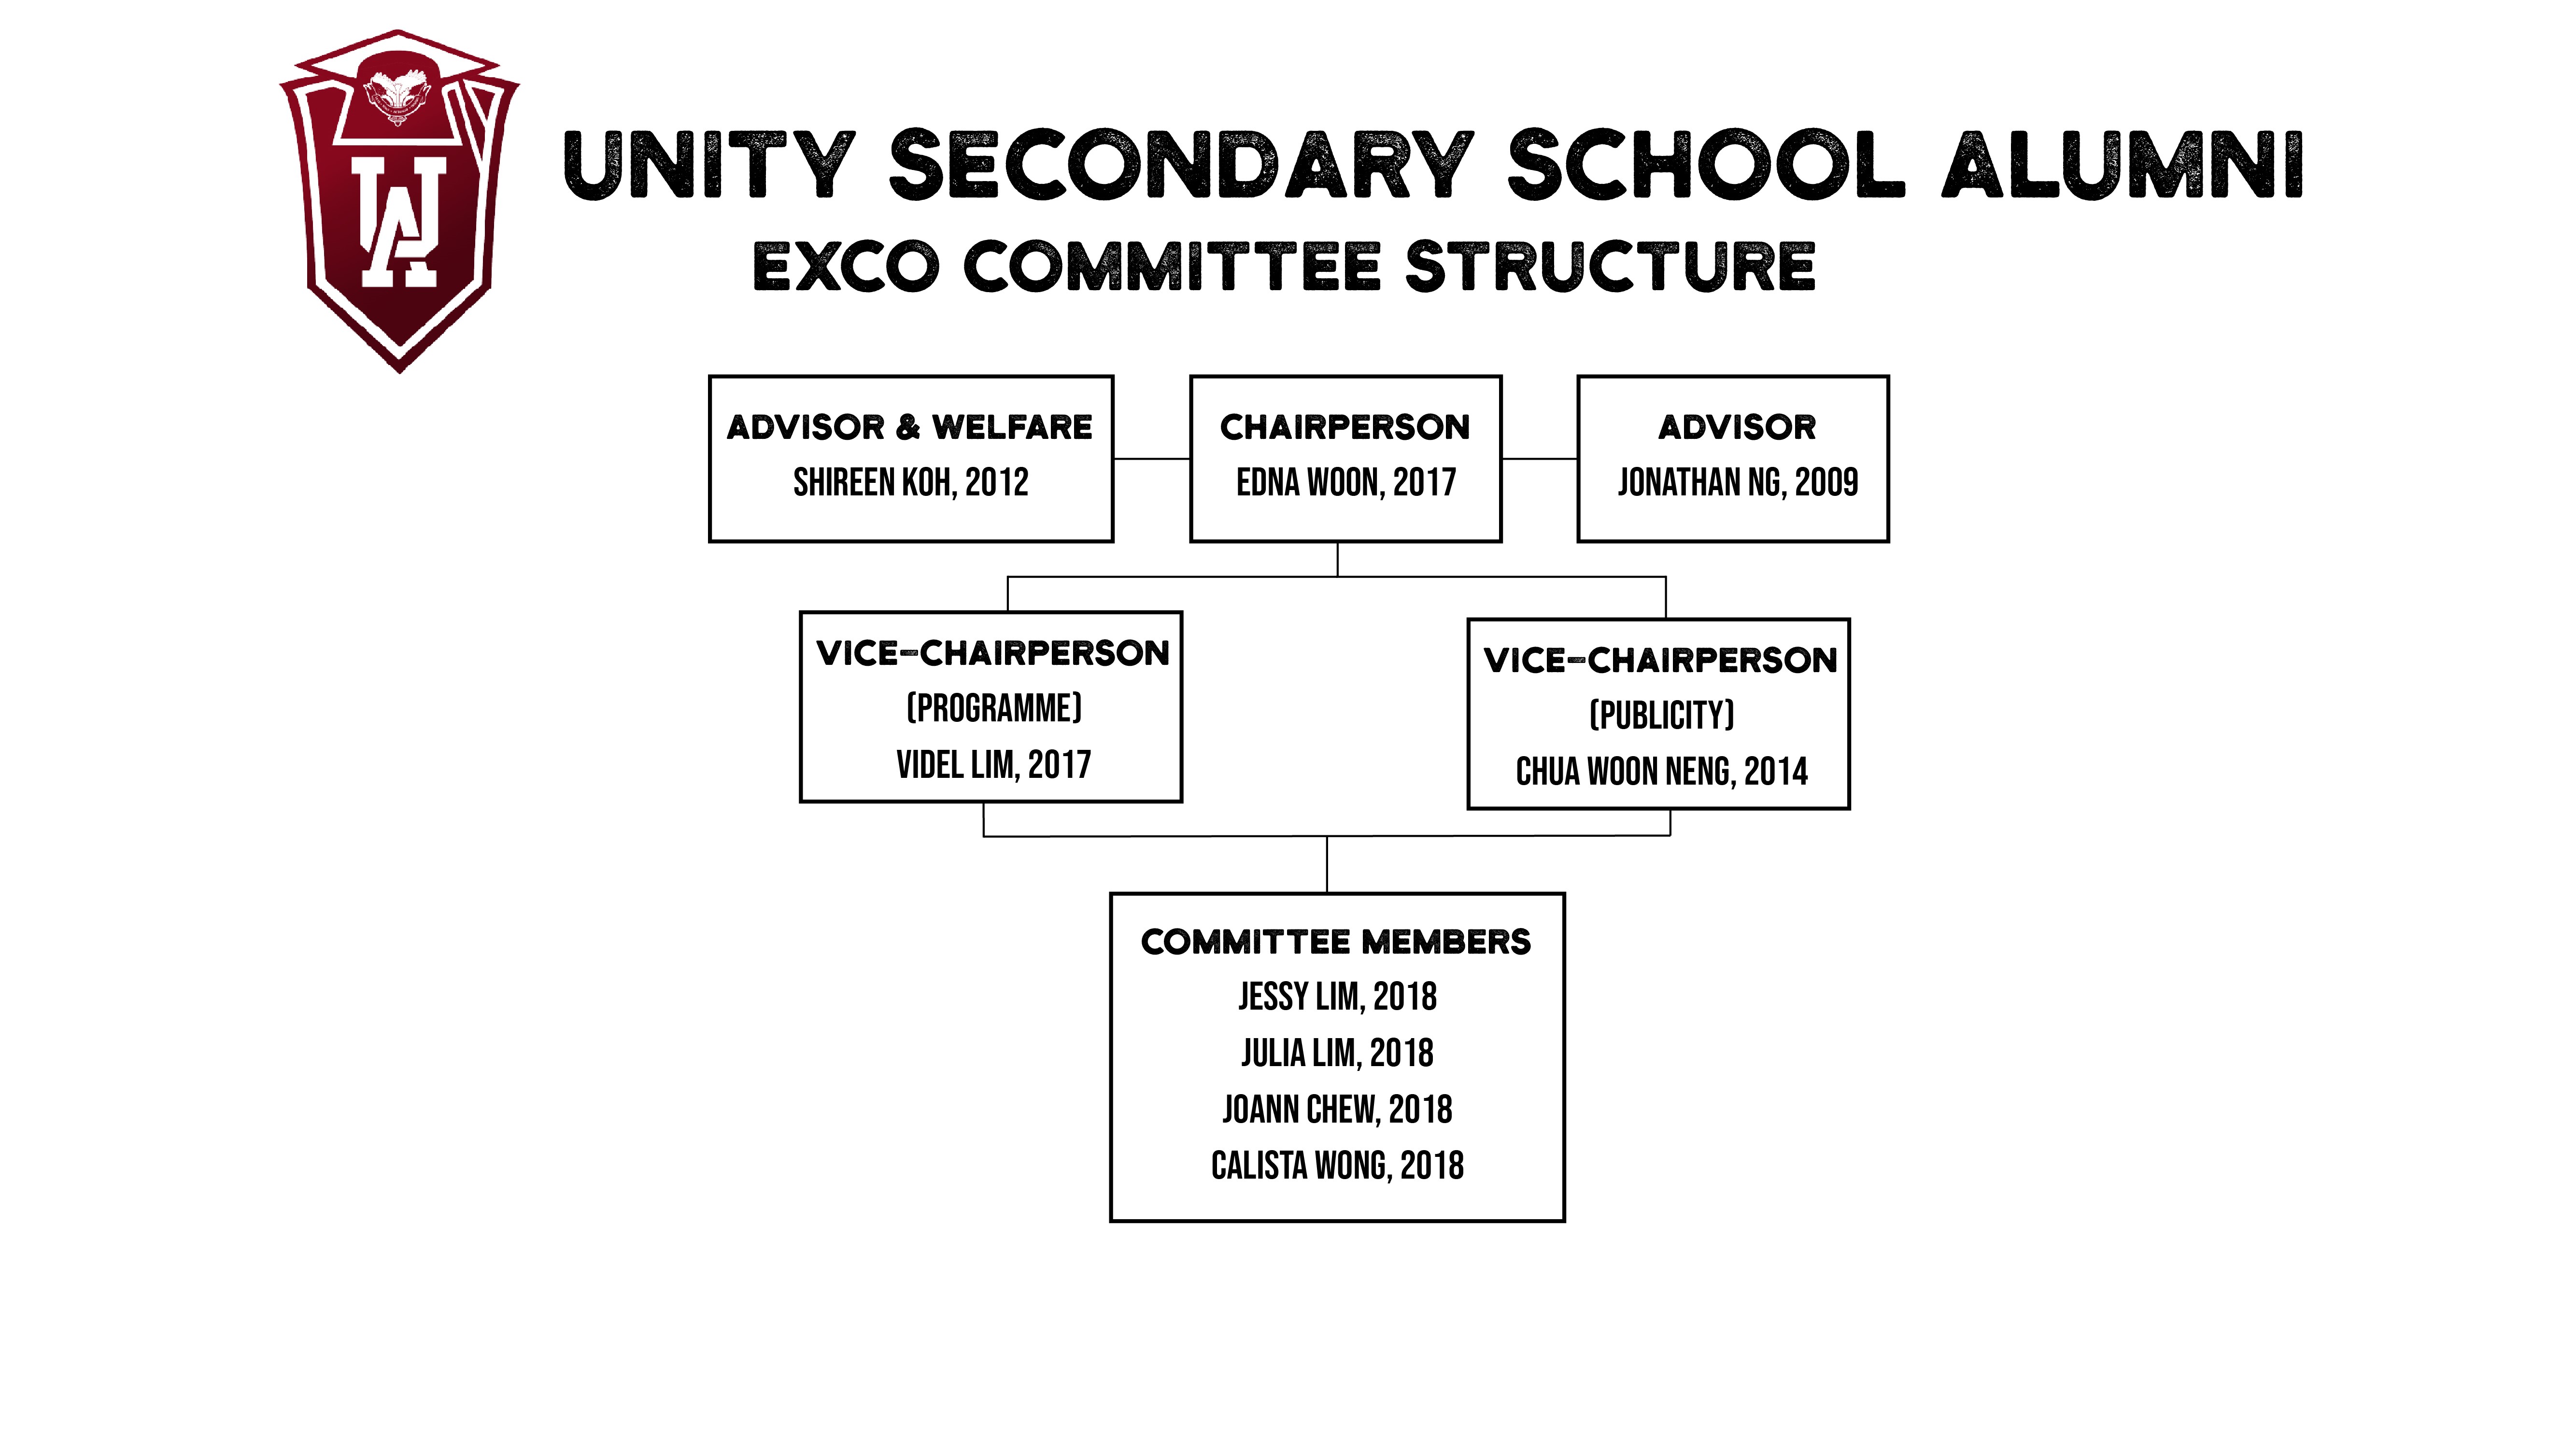 UNITY SECONDARY SCHOOL ALUMNI
EXCO COMMITTEE STRUCTURE
ADVISOR & WELFARE
SHIREEN KOH, 2012
CHAIRPERSON
EDNA WOON, 2017
ADVISOR
JONATHAN NG, 2009
VICE-CHAIRPERSON
(PROGRAMME)
VIDEL LIM, 2017
VICE-CHAIRPERSON
(PUBLICITY)
CHUA WOON NENG, 2014
COMMITTEE MEMBERS
JESSY LIM, 2018
JULIA LIM, 2018
JOANN CHEW, 2018
CALISTA WONG, 2018